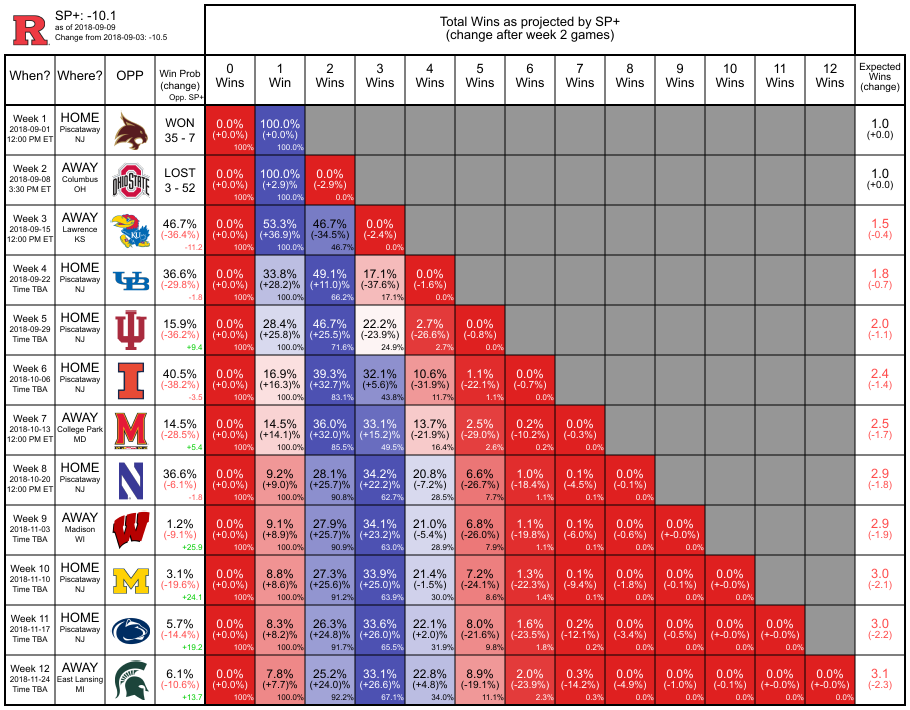 R
SP+: -10.1
as of 2018-09-09
Change from 2018-09-03: -10.5
Total Wins as projected by SP+
(change after week 2 games)
When? Where? OPP Win Prob (change) Opp. SP+ 0 Wins 1 Win 2 Wins 3 Wins 4 Wins 5 Wins 6 Wins 7 Wins 8 Wins 9 Wins 10 Wins 11 Wins 12 Wins Expected Wins (change)
Week 1 HOME WON 0.0% 100.0% 1.0
2018-09-01 Piscataway 35 - 7 (+0.0%) (+0.0)% (+0.0)
12:00 PM ET NJ 100% 100.0%
Week 2 AWAY OHIO STATE LOST 0.0% 100.0% 0.0% 1.0
2018-09-08 Columbus 3 - 52 (+0.0%) (+2.9)% (-2.9%) (+0.0)
3:30 PM ET OH 100% 100.0% 0.0%
Week 3 AWAY KU 46.7% 0.0% 53.3% 46.7% 0.0% 1.5
2018-09-15 Lawrence (-36.4%) (+0.0%) (+36.9)% (-34.5%) (-2.4%) (-0.4)
12:00 PM ET KS -11.2 100% 100.0% 46.7% 0.0%
Week 4 HOME UB 36.6% 0.0% 33.8% 49.1% 17.1% 0.0% 1.8
2018-09-22 Piscataway (-29.8%) (+0.0%) (+28.2)% (+11.0)% (-37.6%) (-1.6%) (-0.7)
Time TBA NJ -1.8 100% 100.0% 66.2% 17.1% 0.0%
Week 5 HOME 15.9% 0.0% 28.4% 46.7% 22.2% 2.7% 0.0% 2.0
2018-09-29 Piscataway (-36.2%) (+0.0%) (+25.8)% (+25.5)% (-23.9%) (-26.6%) (-0.8%) (-1.1)
Time TBA NJ +9.4 100% 100.0% 71.6% 24.9% 2.7% 0.0%
Week 6 HOME I 40.5% 0.0% 16.9% 39.3% 32.1% 10.6% 1.1% 0.0% 2.4
2018-10-06 Piscataway (-38.2%) (+0.0%) (+16.3)% (+32.7)% (+5.6)% (-31.9%) (-22.1%) (-0.7%) (-1.4)
Time TBA NJ -3.5 100% 100.0% 83.1% 43.8% 11.7% 1.1% 0.0%
Week 7 AWAY M 14.5% 0.0% 14.5% 36.0% 33.1% 13.7% 2.5% 0.2% 0.0% 2.5
2018-10-13 College Park (-28.5%) (+0.0%) (+14.1)% (+32.0)% (+15.2)% (-21.9%) (-29.0%) (-10.2%) (-0.3%) (-1.7)
12:00 PM ET MD +5.4 100% 100.0% 85.5% 49.5% 16.4% 2.6% 0.2% 0.0%
Week 8 HOME N 36.6% 0.0% 9.2% 28.1% 34.2% 20.8% 6.6% 1.0% 0.1% 0.0% 2.9
2018-10-20 Piscataway (-6.1%) (+0.0%) (+9.0)% (+25.7)% (+22.2)% (-7.2%) (-26.7%) (-18.4%) (-4.5%) (-0.1%) (-1.8)
12:00 PM ET NJ -1.8 100% 100.0% 90.8% 62.7% 28.5% 7.7% 1.1% 0.1% 0.0%
Week 9 AWAY W 1.2% 0.0% 9.1% 27.9% 34.1% 21.0% 6.8% 1.1% 0.1% 0.0% 0.0% 2.9
2018-11-03 Madison (-9.1%) (+0.0%) (+8.9)% (+25.7)% (+23.2)% (-5.4%) (-26.0%) (-19.8%) (-6.0%) (-0.6%) (+-0.0%) (-1.9)
Time TBA WI +25.9 100% 100.0% 90.9% 63.0% 28.9% 7.9% 1.1% 0.1% 0.0% 0.0%
Week 10 HOME M 3.1% 0.0% 8.8% 27.3% 33.9% 21.4% 7.2% 1.3% 0.1% 0.0% 0.0% 0.0% 3.0
2018-11-10 Piscataway (-19.6%) (+0.0%) (+8.6)% (+25.6)% (+25.0)% (-1.5%) (-24.1%) (-22.3%) (-9.4%) (-1.8%) (-0.1%) (+-0.0%) (-2.1)
Time TBA NJ +24.1 100% 100.0% 91.2% 63.9% 30.0% 8.6% 1.4% 0.1% 0.0% 0.0% 0.0%
Week 11 HOME 5.7% 0.0% 8.3% 26.3% 33.6% 22.1% 8.0% 1.6% 0.2% 0.0% 0.0% 0.0% 0.0% 3.0
2018-11-17 Piscataway (-14.4%) (+0.0%) (+8.2)% (+24.8)% (+26.0)% (+2.0)% (-21.6%) (-23.5%) (-12.1%) (-3.4%) (-0.5%) (+-0.0%) (+-0.0%) (-2.2)
Time TBA NJ +19.2 100% 100.0% 91.7% 65.5% 31.9% 9.8% 1.8% 0.2% 0.0% 0.0% 0.0% 0.0%
Week 12 AWAY 6.1% 0.0% 7.8% 25.2% 33.1% 22.8% 8.9% 2.0% 0.3% 0.0% 0.0% 0.0% 0.0% 0.0% 3.1
2018-11-24 East Lansing (-10.6%) (+0.0%) (+7.7)% (+24.0)% (+26.6)% (+4.8)% (-19.1%) (-23.9%) (-14.2%) (-4.9%) (-1.0%) (-0.1%) (+-0.0%) (+-0.0%) (-2.3)
Time TBA MI +13.7 100% 100.0% 92.2% 67.1% 34.0% 11.1% 2.3% 0.3% 0.0% 0.0% 0.0% 0.0% 0.0%